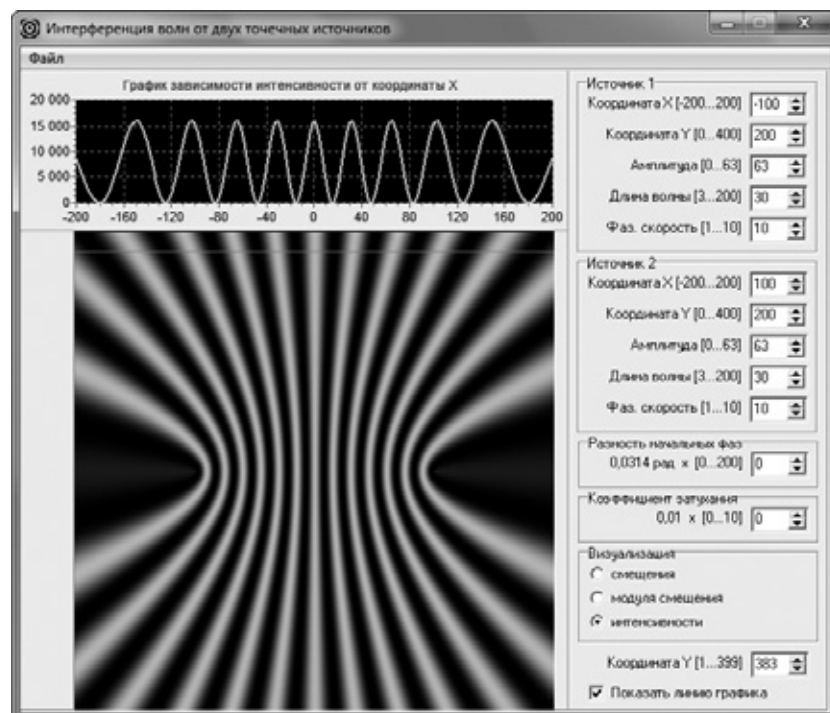 Интерференция волн от двух точечных источников
Файл
График зависимости интенсивности от координаты X
20 000
15 000
10 000
5 000
0
-200 -160 -120 -80 -40 0 40 80 120 160 200
Источник 1
Координата X [-200...200] -100
Координата Y [0...400] 200
Амплитуда [0...63] 63
Длина волны [3...200] 30
Фаз. скорость [1...10] 10
Источник 2
Координата X [-200...200] 100
Координата Y [0...400] 200
Амплитуда [0...63] 63
Длина волны [3...200] 30
Фаз. скорость [1...10] 10
Разность начальных фаз
0,0314 рад x [0...200] 0
Коэффициент затухания
0,01 x [0...10] 0
Визуализация
смещения
модуля смещения
интенсивности
Координата Y [1...399] 383
Показать линию графика